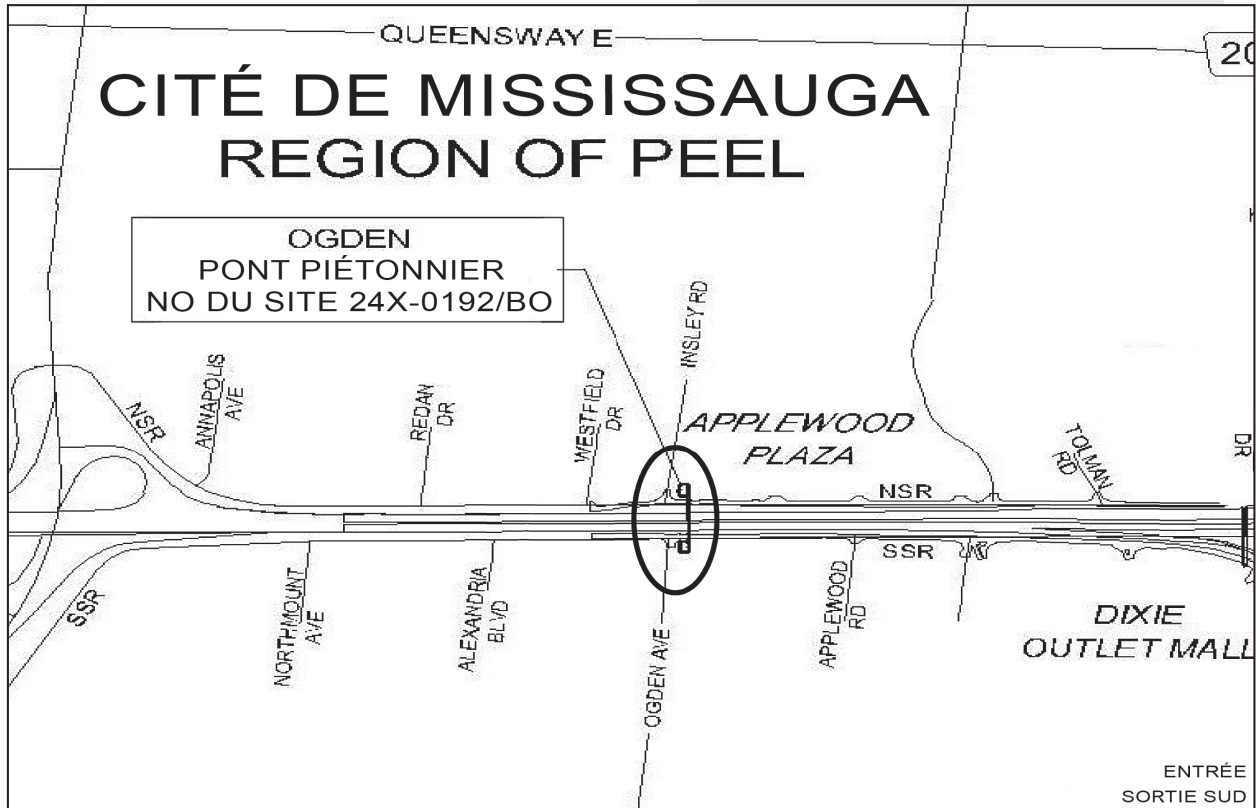 QUEENSWAY E
20
CITÉ DE MISSISSAUGA
REGION OF PEEL
OGDEN
PONT PIÉTONNIER
NO DU SITE 24X-0192/BO
INSLEY RD
ANNAPOLIS
AVE
NSR
REDAN
DR
WESTFIELD
DR
APPLEWOOD
PLAZA
TOLMAN
RD
DR
NSR
SSR
SSR
NORTHMOUNT
AVE
ALEXANDRIA
BLVD
OGDEN AVE
APPLEWOOD
RD
DIXIE
OUTLET MALL
ENTRÉE
SORTIE SUD